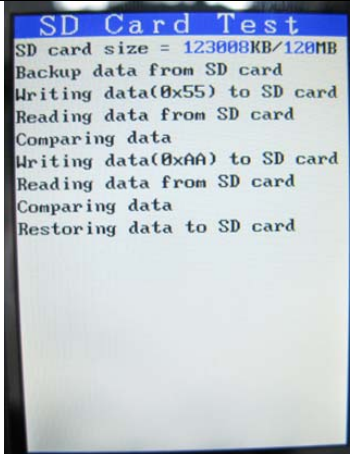 SD Card Test
SD card size = 123008KB/120MB
Backup data from SD card
Writing data(0x55) to SD card
Reading data from SD card
Comparing data
Writing data(0xAA) to SD card
Reading data from SD card
Comparing data
Restoring data to SD card